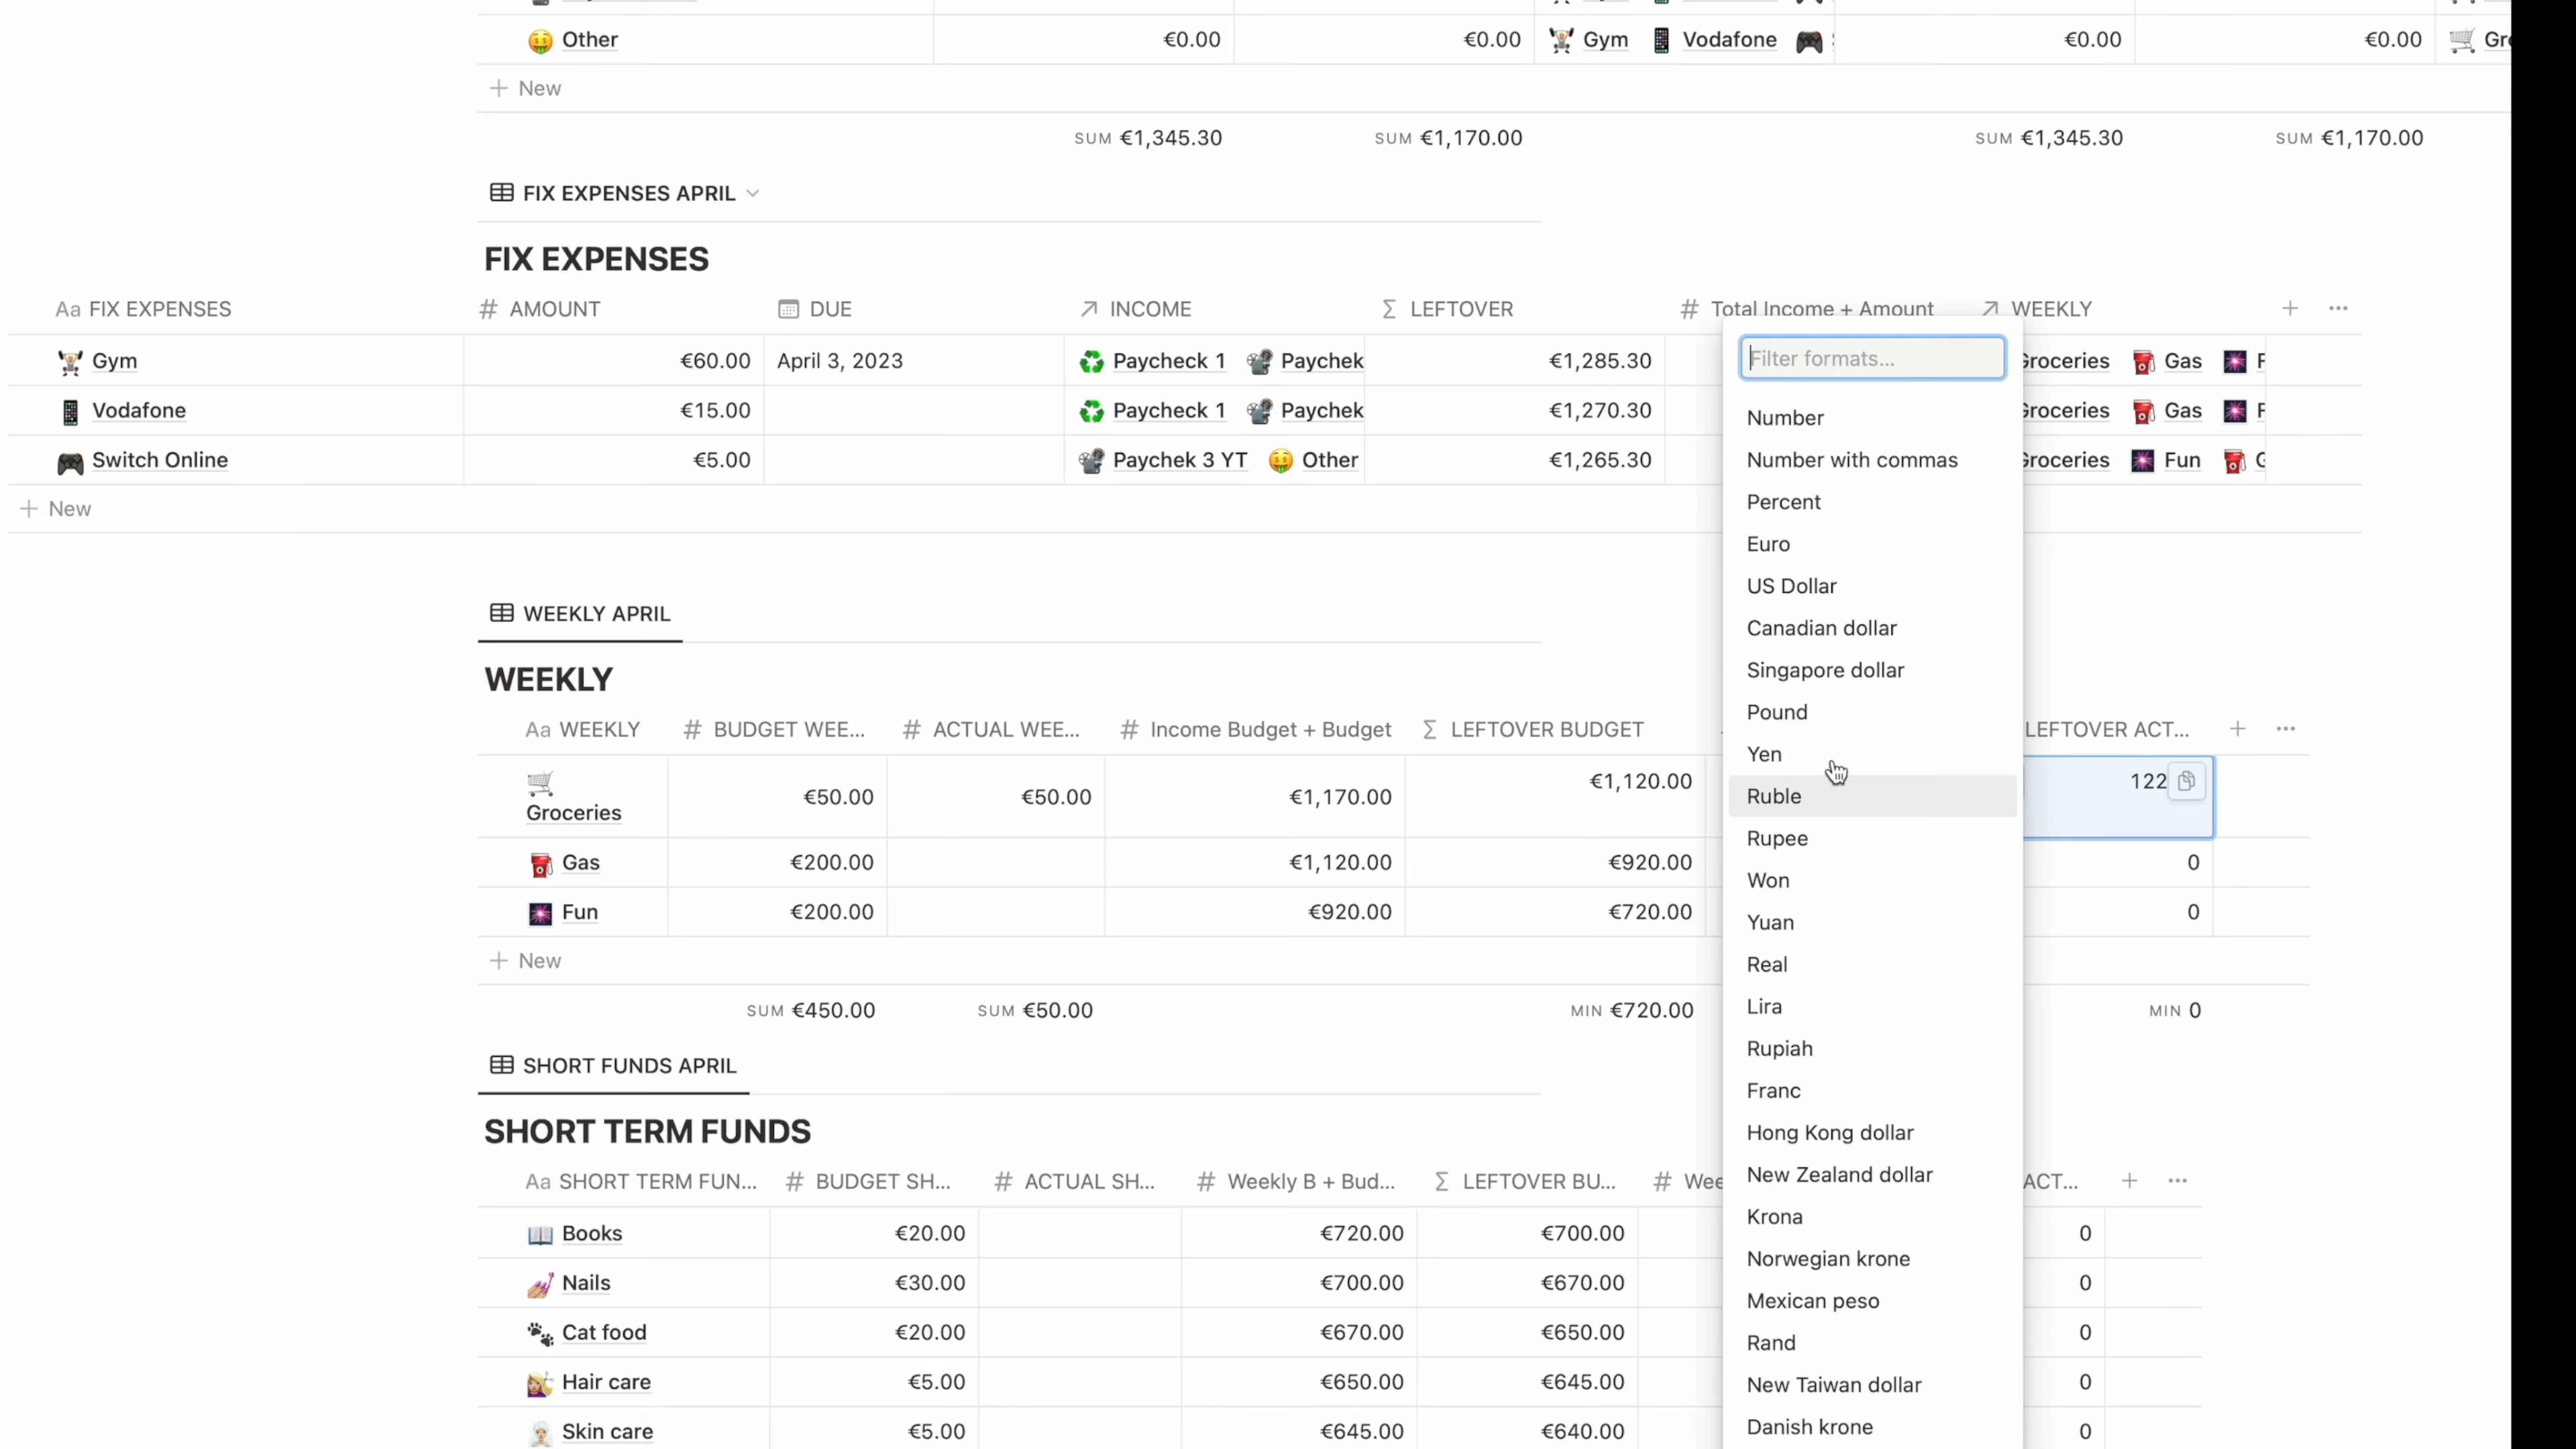 Other €0.00 €0.00 Gym Vodafone €0.00 €0.00 Gr
+ New
SUM €1,345.30 SUM €1,170.00 SUM €1,345.30 SUM €1,170.00
FIX EXPENSES APRIL
FIX EXPENSES
Aa FIX EXPENSES # AMOUNT DUE INCOME Σ LEFTOVER # Total Income + Amount WEEKLY + ...
Filter formats...
Gym €60.00 April 3, 2023 Paycheck 1 Paychek €1,285.30 Groceries Gas F
Vodafone €15.00 Paycheck 1 Paychek €1,270.30 Groceries Gas F
Switch Online €5.00 Paychek 3 YT Other €1,265.30 Groceries Fun G
+ New
Number
Number with commas
Percent
Euro
US Dollar
Canadian dollar
Singapore dollar
Pound
Yen
Ruble
Rupee
Won
Yuan
Real
Lira
Rupiah
Franc
Hong Kong dollar
New Zealand dollar
Krona
Norwegian krone
Mexican peso
Rand
New Taiwan dollar
Danish krone
WEEKLY APRIL
WEEKLY
Aa WEEKLY # BUDGET WEE... # ACTUAL WEE... # Income Budget + Budget Σ LEFTOVER BUDGET LEFTOVER ACT... + ...
Groceries €50.00 €50.00 €1,170.00 €1,120.00 122
Gas €200.00 €1,120.00 €920.00 0
Fun €200.00 €920.00 €720.00 0
+ New
SUM €450.00 SUM €50.00 MIN €720.00 MIN 0
SHORT FUNDS APRIL
SHORT TERM FUNDS
Aa SHORT TERM FUN... # BUDGET SH... # ACTUAL SH... # Weekly B + Bud... Σ LEFTOVER BU... # Wee ACT... + ...
Books €20.00 €720.00 €700.00 0
Nails €30.00 €700.00 €670.00 0
Cat food €20.00 €670.00 €650.00 0
Hair care €5.00 €650.00 €645.00 0
Skin care €5.00 €645.00 €640.00 0